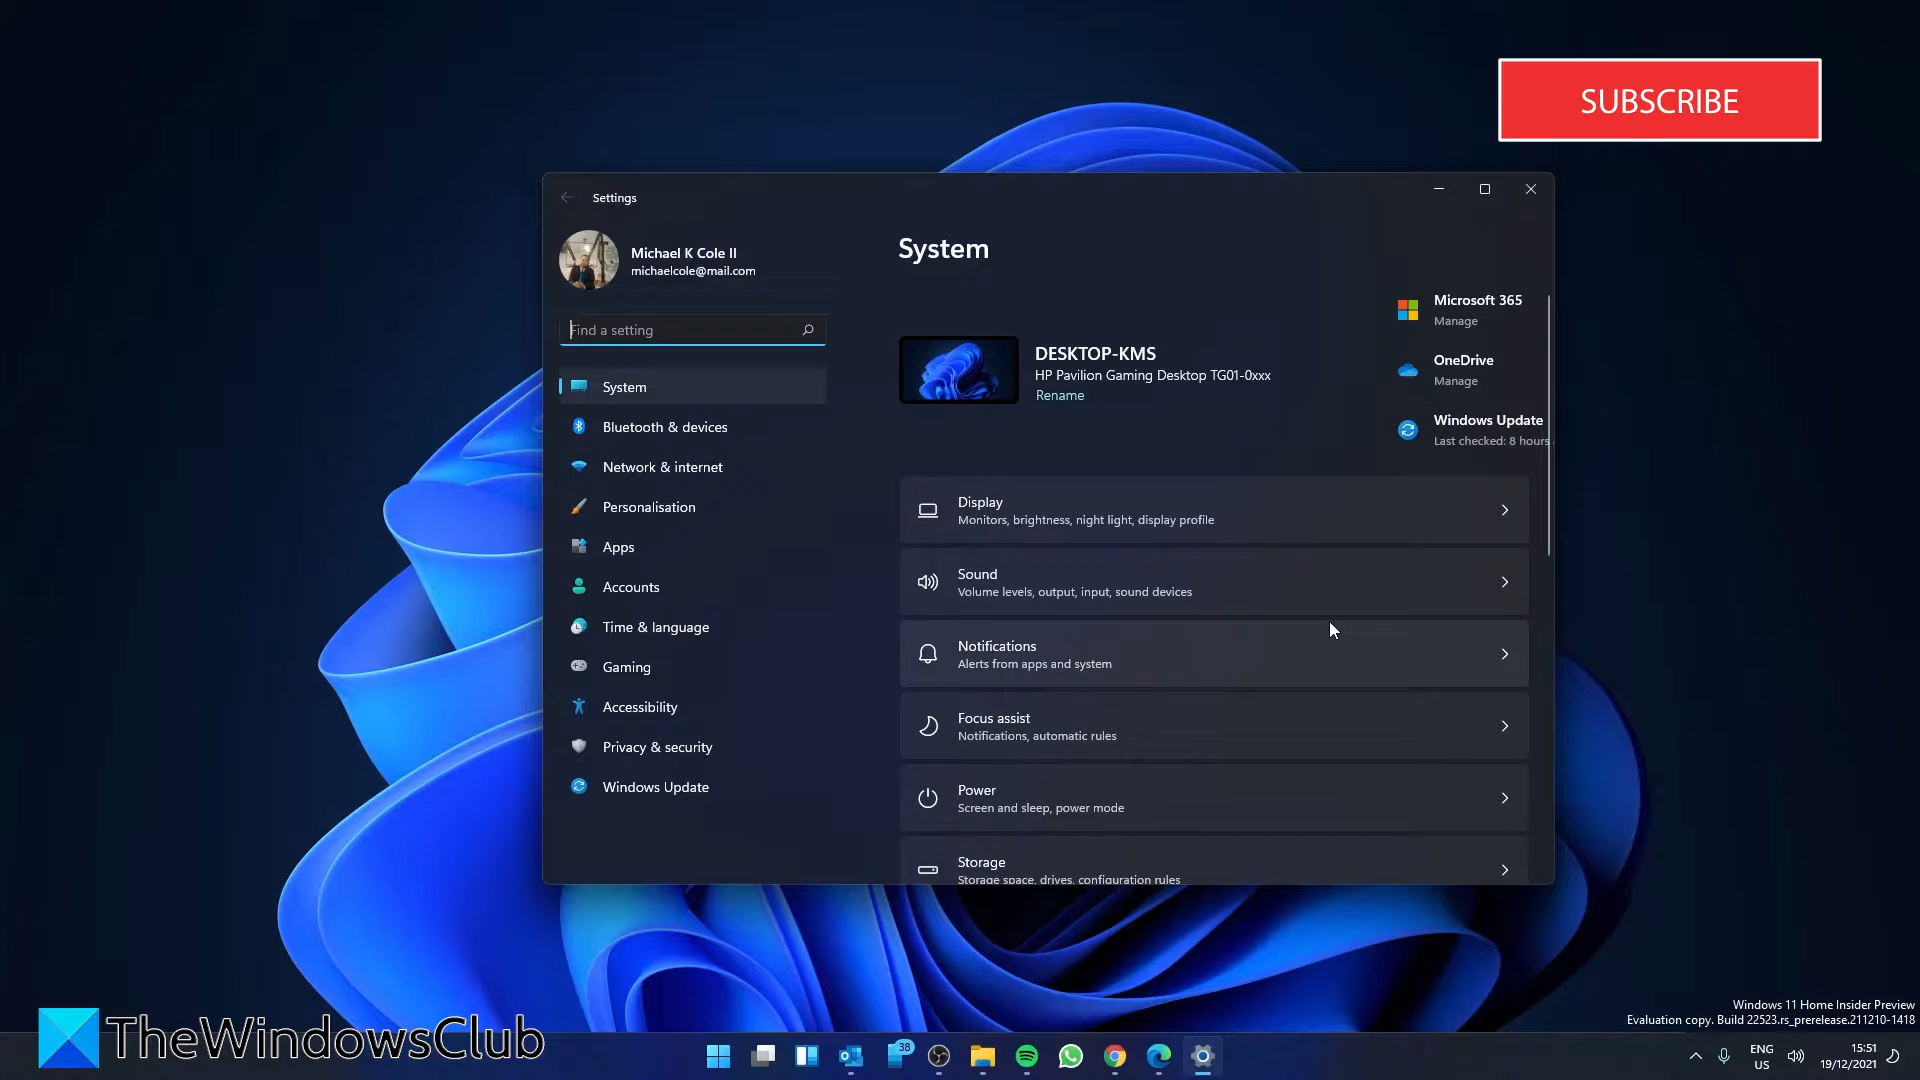 SUBSCRIBE
Settings
Michael K Cole II
michaelcole@mail.com
Find a setting
System
Bluetooth & devices
Network & internet
Personalisation
Apps
Accounts
Time & language
Gaming
Accessibility
Privacy & security
Windows Update
System
DESKTOP-KMS
HP Pavilion Gaming Desktop TG01-0xxx
Rename
Microsoft 365
Manage
OneDrive
Manage
Windows Update
Last checked: 8 hours
Display
Monitors, brightness, night light, display profile
Sound
Volume levels, output, input, sound devices
Notifications
Alerts from apps and system
Focus assist
Notifications, automatic rules
Power
Screen and sleep, power mode
Storage
Storage space, drives, configuration rules
Windows 11 Home Insider Preview
Evaluation copy. Build 22523.rs_prerelease.211210-1418
TheWindowsClub
38
ENG
US
15:51
19/12/2021